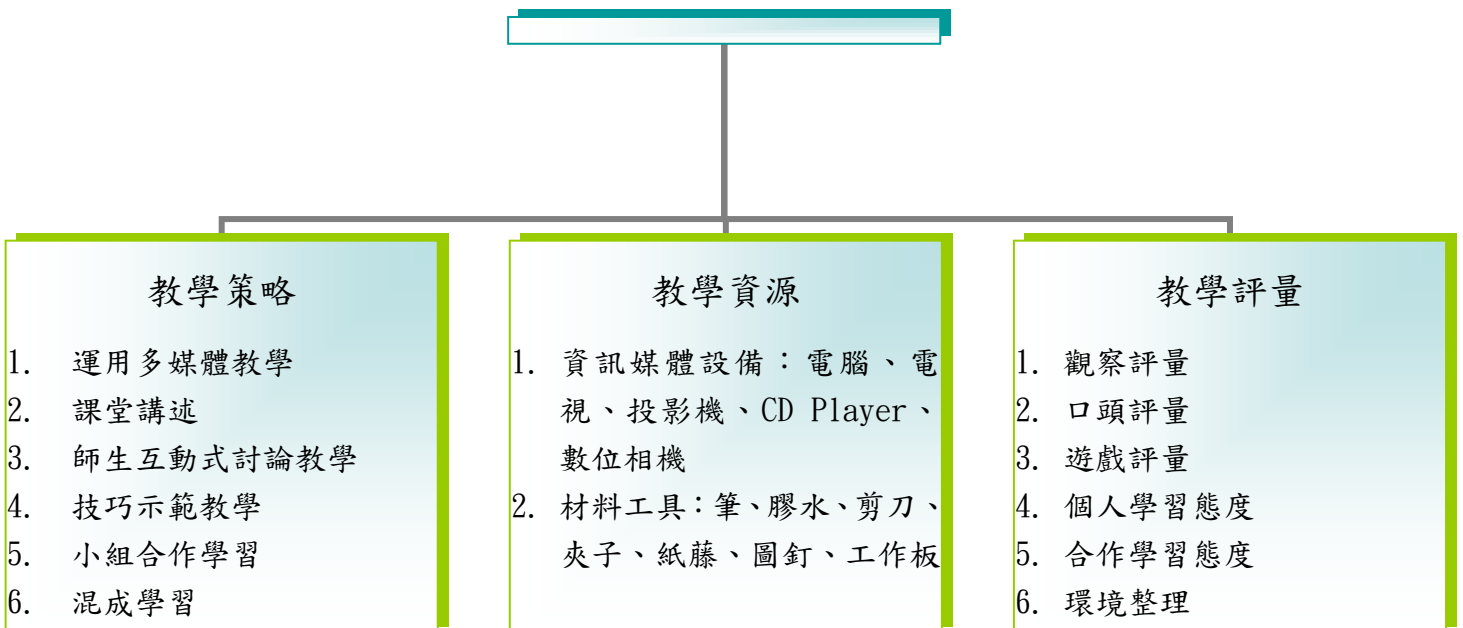 教學策略
1. 運用多媒體教學
2. 課堂講述
3. 師生互動式討論教學
4. 技巧示範教學
5. 小組合作學習
6. 混成學習
教學資源
1. 資訊媒體設備：電腦、電
視、投影機、CD Player、
數位相機
2. 材料工具：筆、膠水、剪刀、
夾子、紙藤、圖釘、工作板
教學評量
1. 觀察評量
2. 口頭評量
3. 遊戲評量
4. 個人學習態度
5. 合作學習態度
6. 環境整理